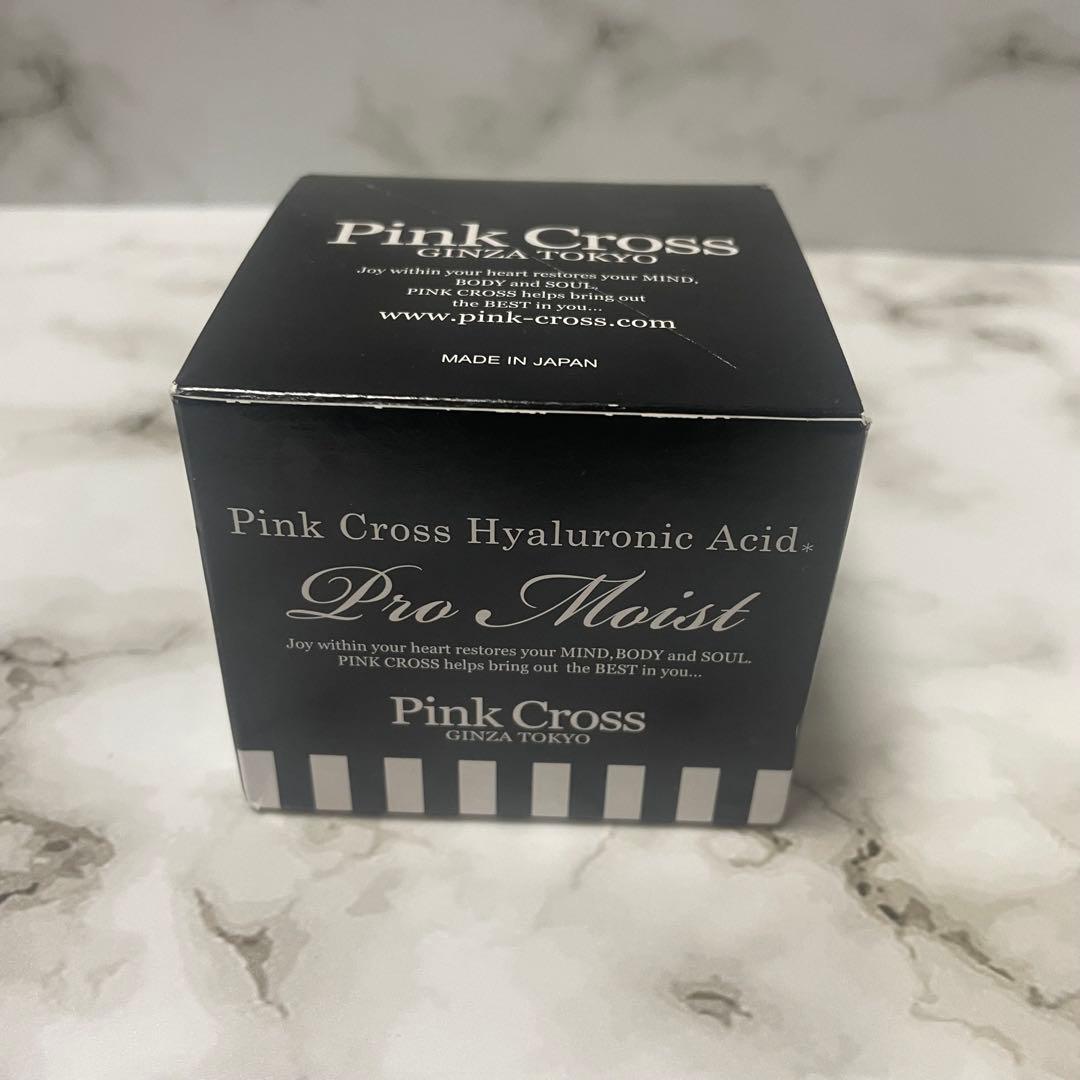 Pink Cross
GINZA TOKYO
Joy within your heart restores your MIND,
BODY and SOUL,
PINK CROSS helps bring out
the BEST in you...
www.pink-cross.com
MADE IN JAPAN
Pink Cross Hyaluronic Acid*
Pro Moist
Joy within your heart restores your MIND, BODY and SOUL.
PINK CROSS helps bring out the BEST in you...
Pink Cross
GINZA TOKYO